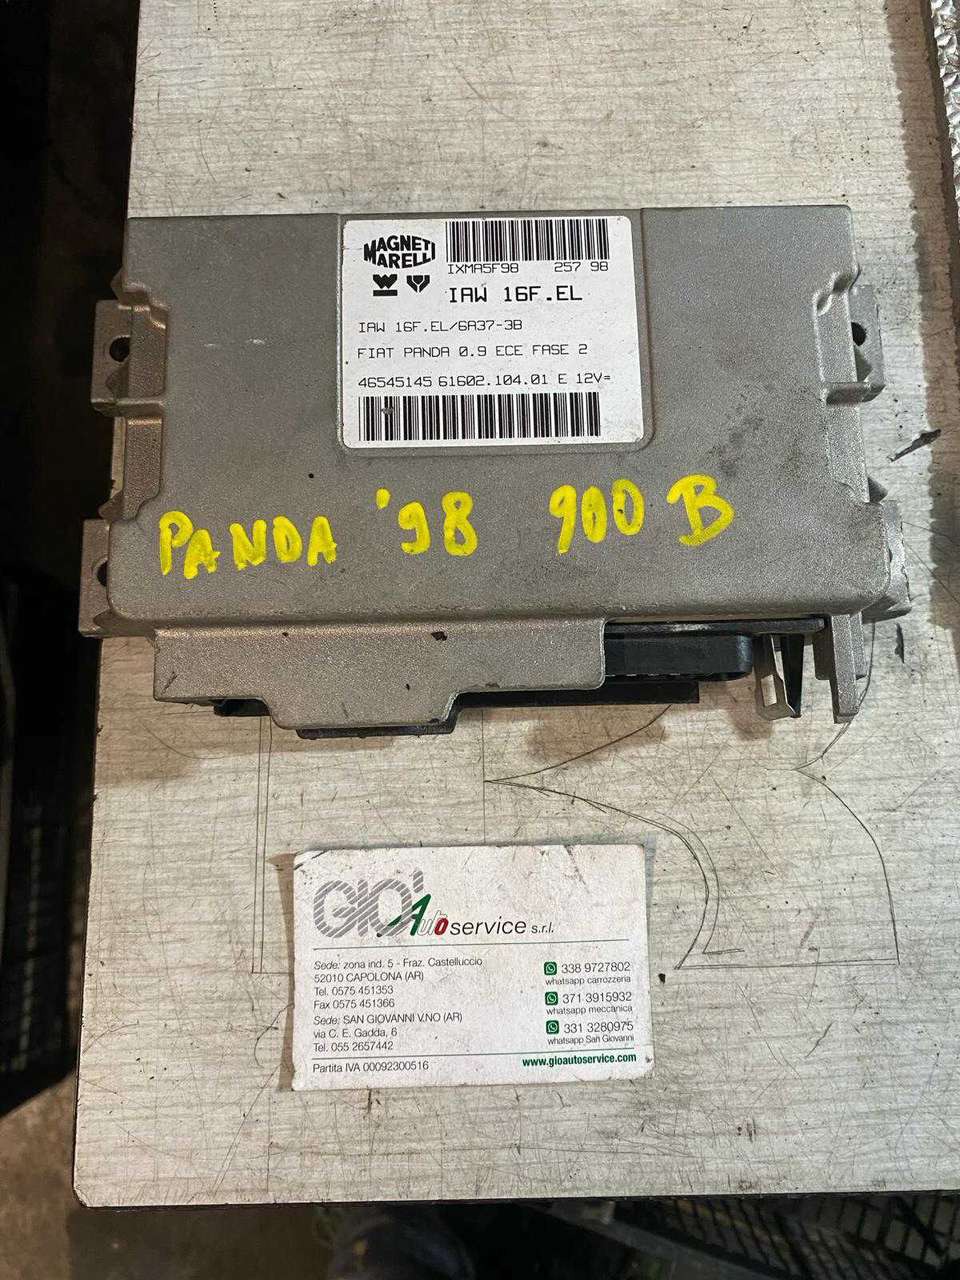 MAGNETI
MARELLI
IXMA5F98 257 98
IAW 16F.EL
IAW 16F.EL/6A37-3B
FIAT PANDA 0.9 ECE FASE 2
46545145 61602.104.01 E 12V=
PANDA '98 900 B
GIO' Autoservice s.r.l.
Sede: zona ind. 5 - Fraz. Castelluccio
52010 CAPOLONA (AR)
Tel. 0575 451353
Fax 0575 451366
Sede: SAN GIOVANNI V.NO (AR)
via C. E. Gadda, 6
Tel. 055 2657442
Partita IVA 00092300516
338 9727802
whatsapp carrozzeria
371 3915932
whatsapp meccanica
331 3280975
whatsapp San Giovanni
www.gioautoservice.com